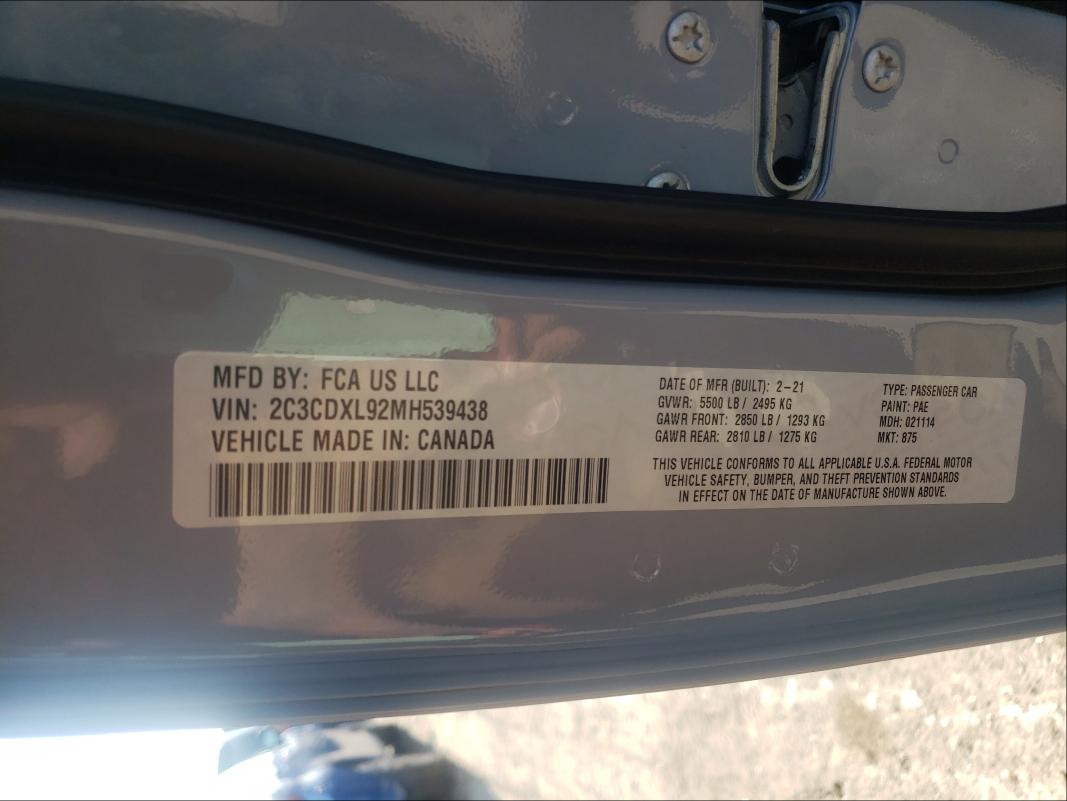 MFD BY: FCA US LLC
VIN: 2C3CDXL92MH539438
VEHICLE MADE IN: CANADA
DATE OF MFR (BUILT): 2-21
GVWR: 5500 LB / 2495 KG
GAWR FRONT: 2850 LB / 1293 KG
GAWR REAR: 2810 LB / 1275 KG
TYPE: PASSENGER CAR
PAINT: PAE
MDH: 021114
MKT: 875
THIS VEHICLE CONFORMS TO ALL APPLICABLE U.S.A. FEDERAL MOTOR
VEHICLE SAFETY, BUMPER, AND THEFT PREVENTION STANDARDS
IN EFFECT ON THE DATE OF MANUFACTURE SHOWN ABOVE.